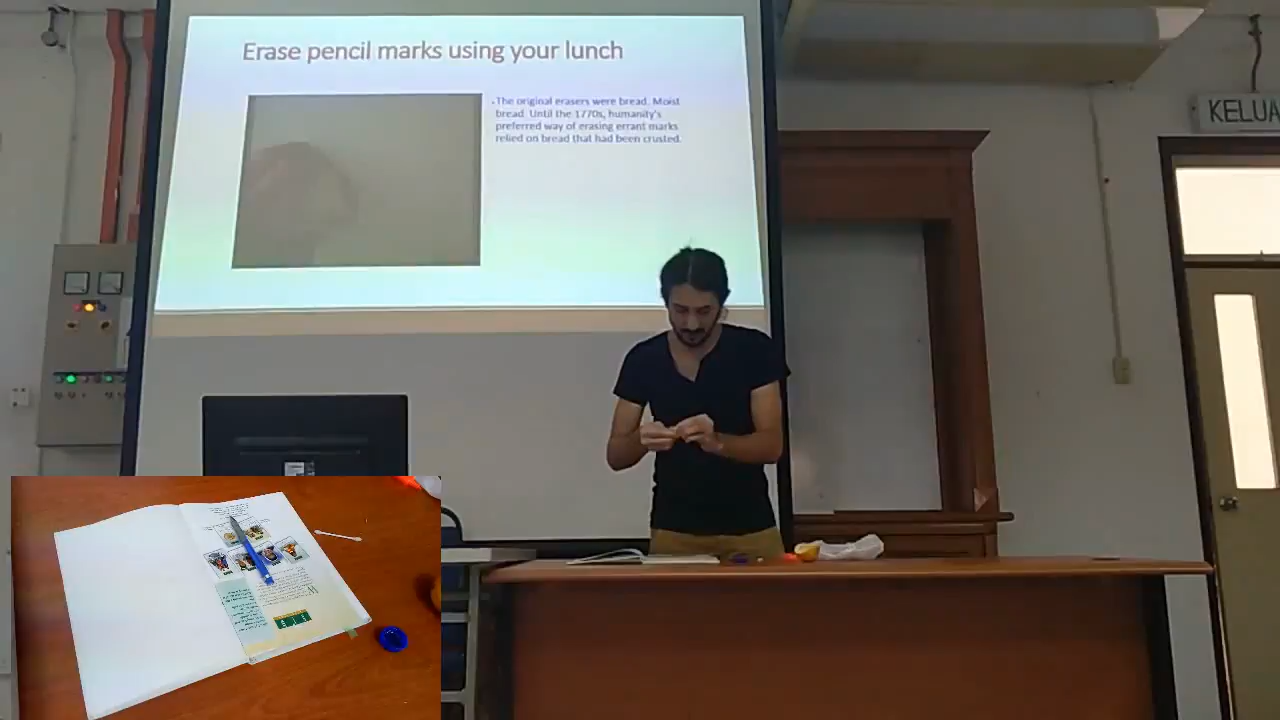 Erase pencil marks using your lunch
The original erasers were bread. Moist
bread. Until the 1770s, humanity's
preferred way of erasing errant marks
relied on bread that had been crusted.
KELUA